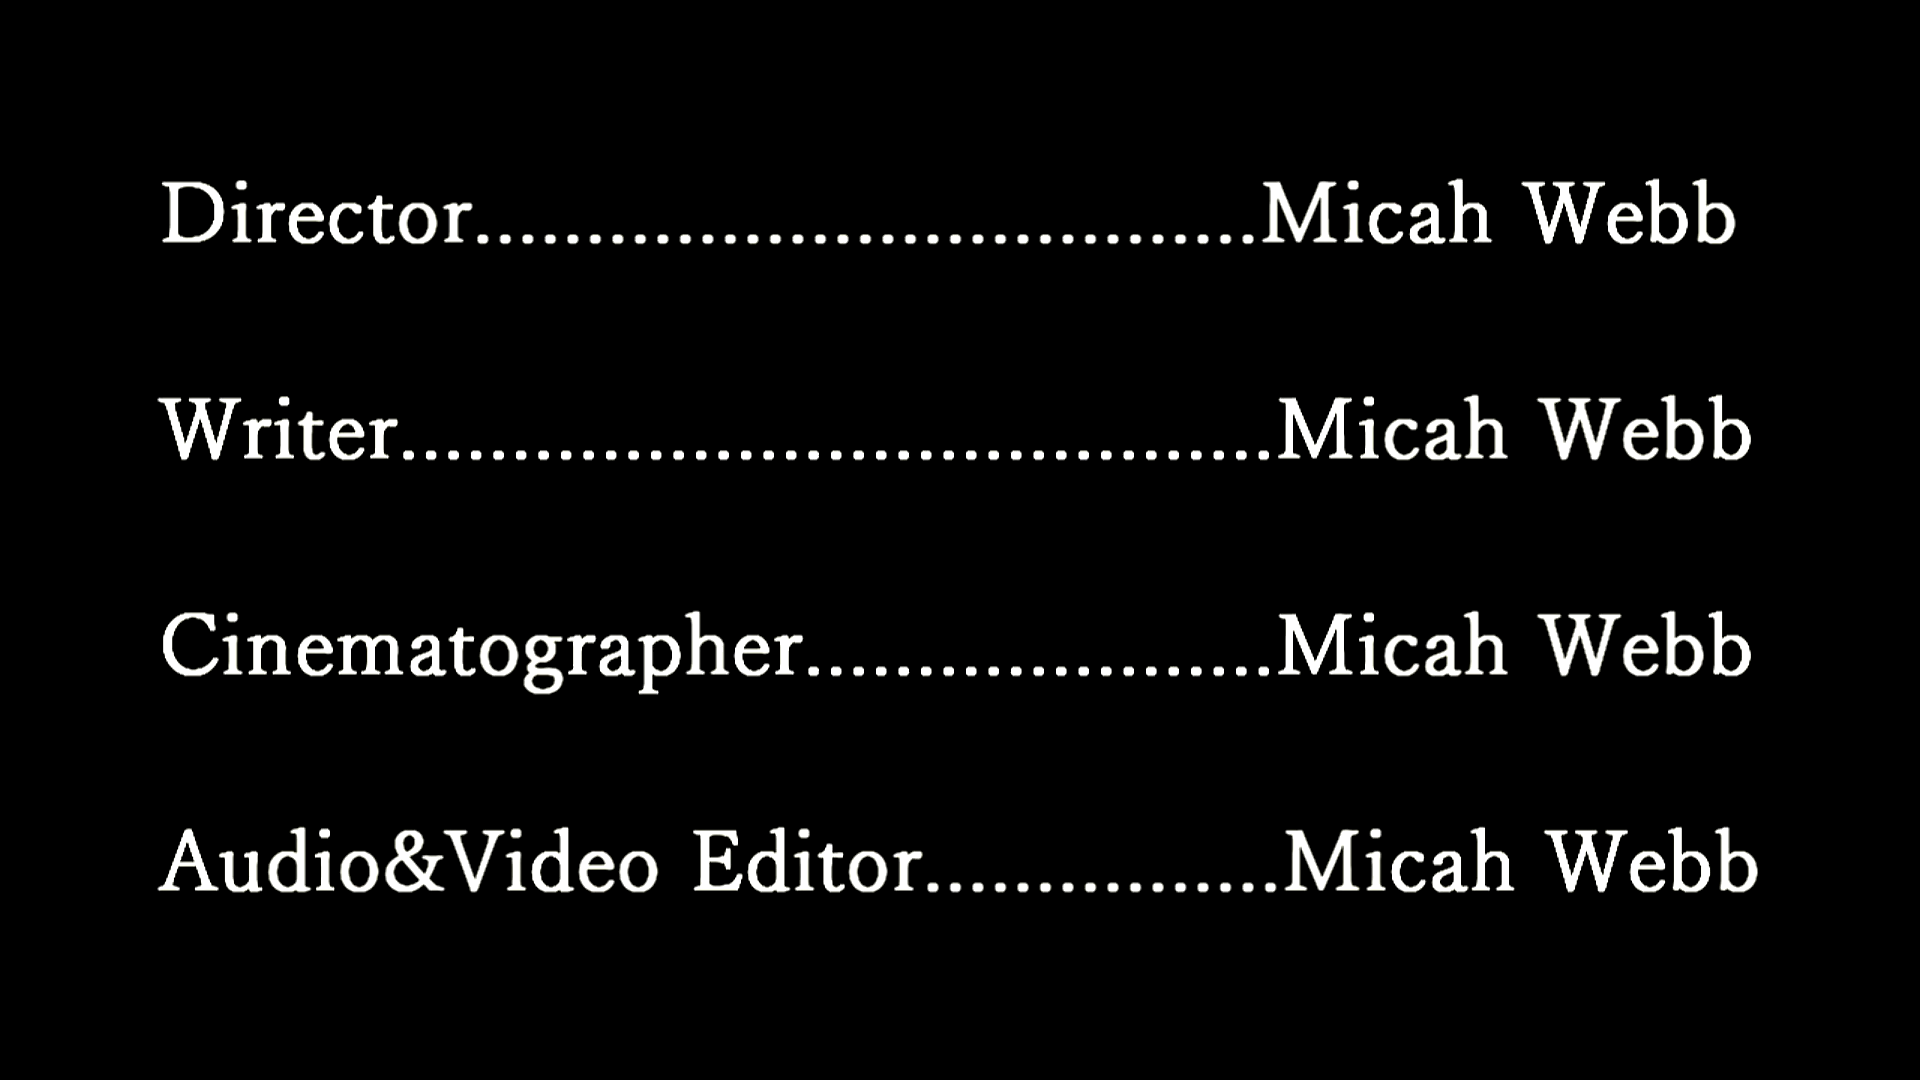 Director...................................Micah Webb
Writer.......................................Micah Webb
Cinematographer.....................Micah Webb
Audio&Video Editor................Micah Webb